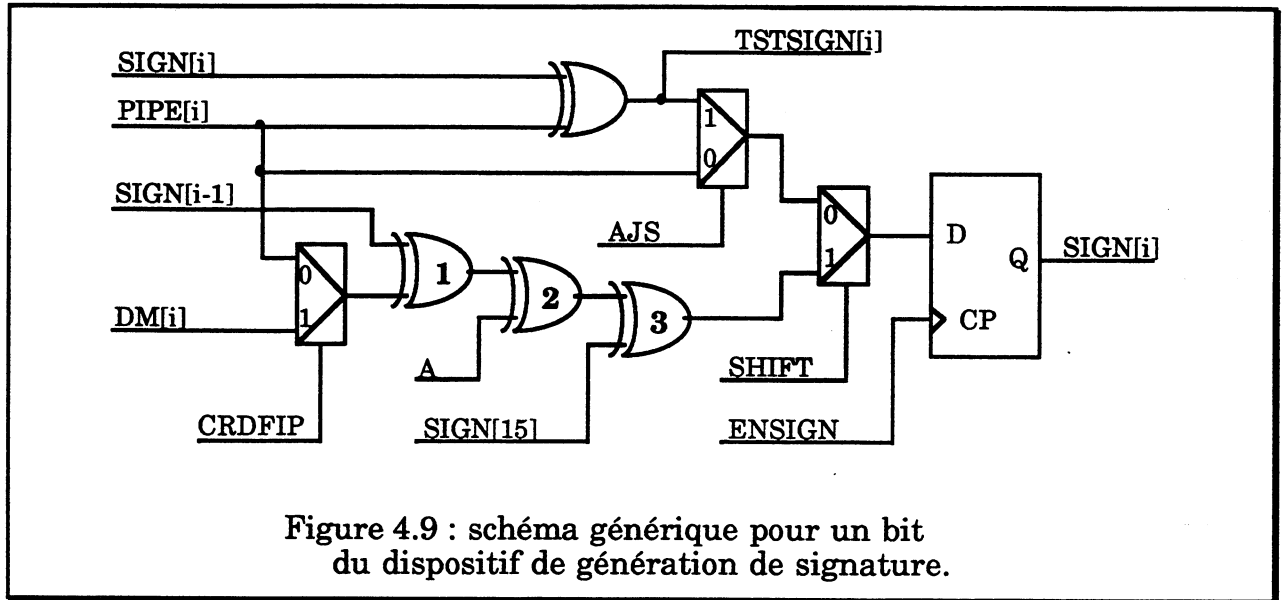 TSTSIGN[i]
SIGN[i]
PIPE[i]
1
0
SIGN[i-1]
AJS
0
1
D
Q
SIGN[i]
CP
0
1
DM[i]
1
2
3
A
SHIFT
CRDFIP
SIGN[15]
ENSIGN
Figure 4.9 : schéma générique pour un bit
du dispositif de génération de signature.